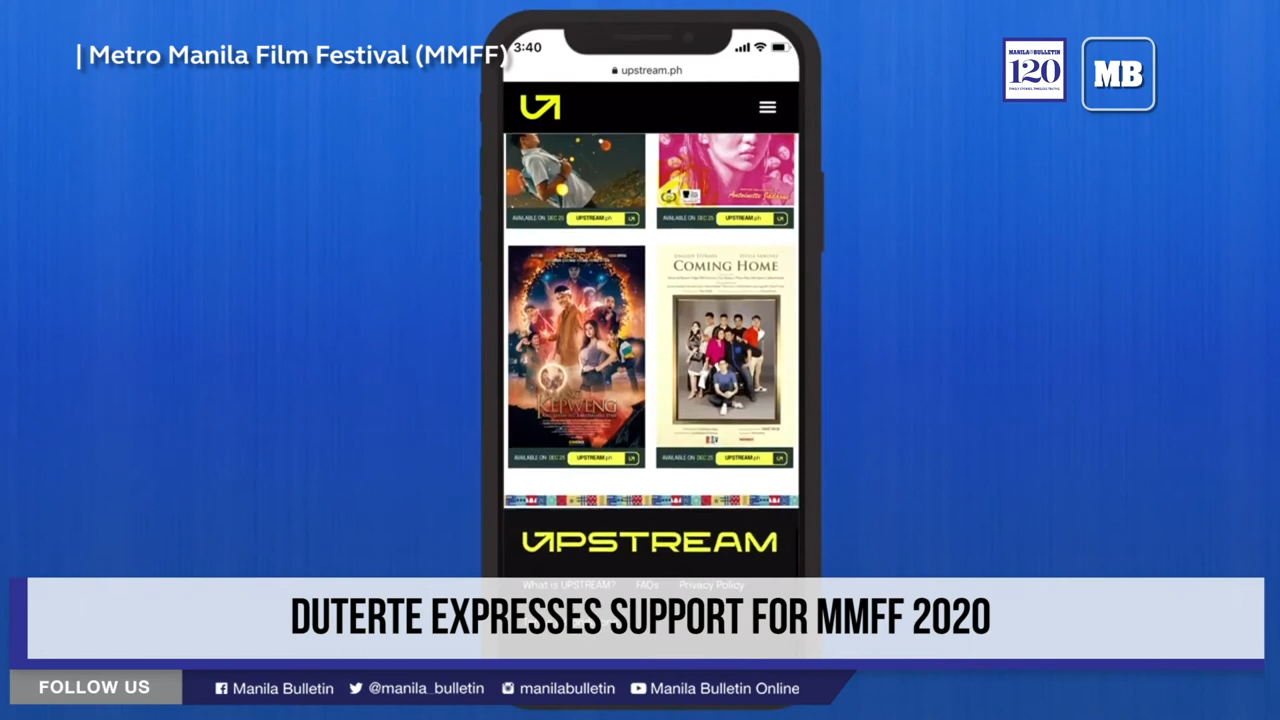 | Metro Manila Film Festival (MMFF)
3:40
upstream.ph
MANILA BULLETIN
120
MB
Antoinette Jadaone
AVAILABLE ON DEC 25 UPSTREAM.ph
AVAILABLE ON DEC 25 UPSTREAM.ph
COMING HOME
KEPWENG
AVAILABLE ON DEC 25 UPSTREAM.ph
AVAILABLE ON DEC 25 UPSTREAM.ph
UPSTREAM
What is UPSTREAM? FAQs Privacy Policy
DUTERTE EXPRESSES SUPPORT FOR MMFF 2020
FOLLOW US
Manila Bulletin @manila_bulletin manilabulletin Manila Bulletin Online